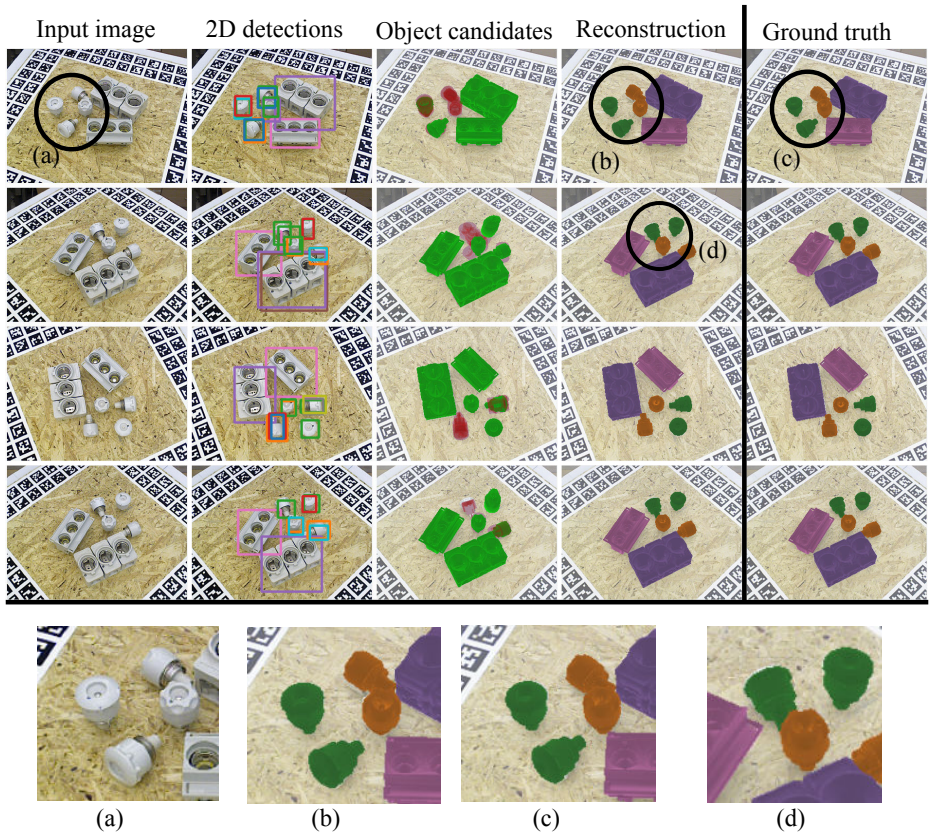 Input image 2D detections Object candidates Reconstruction Ground truth
(a) (b) (c)
(d)
(a) (b) (c) (d)